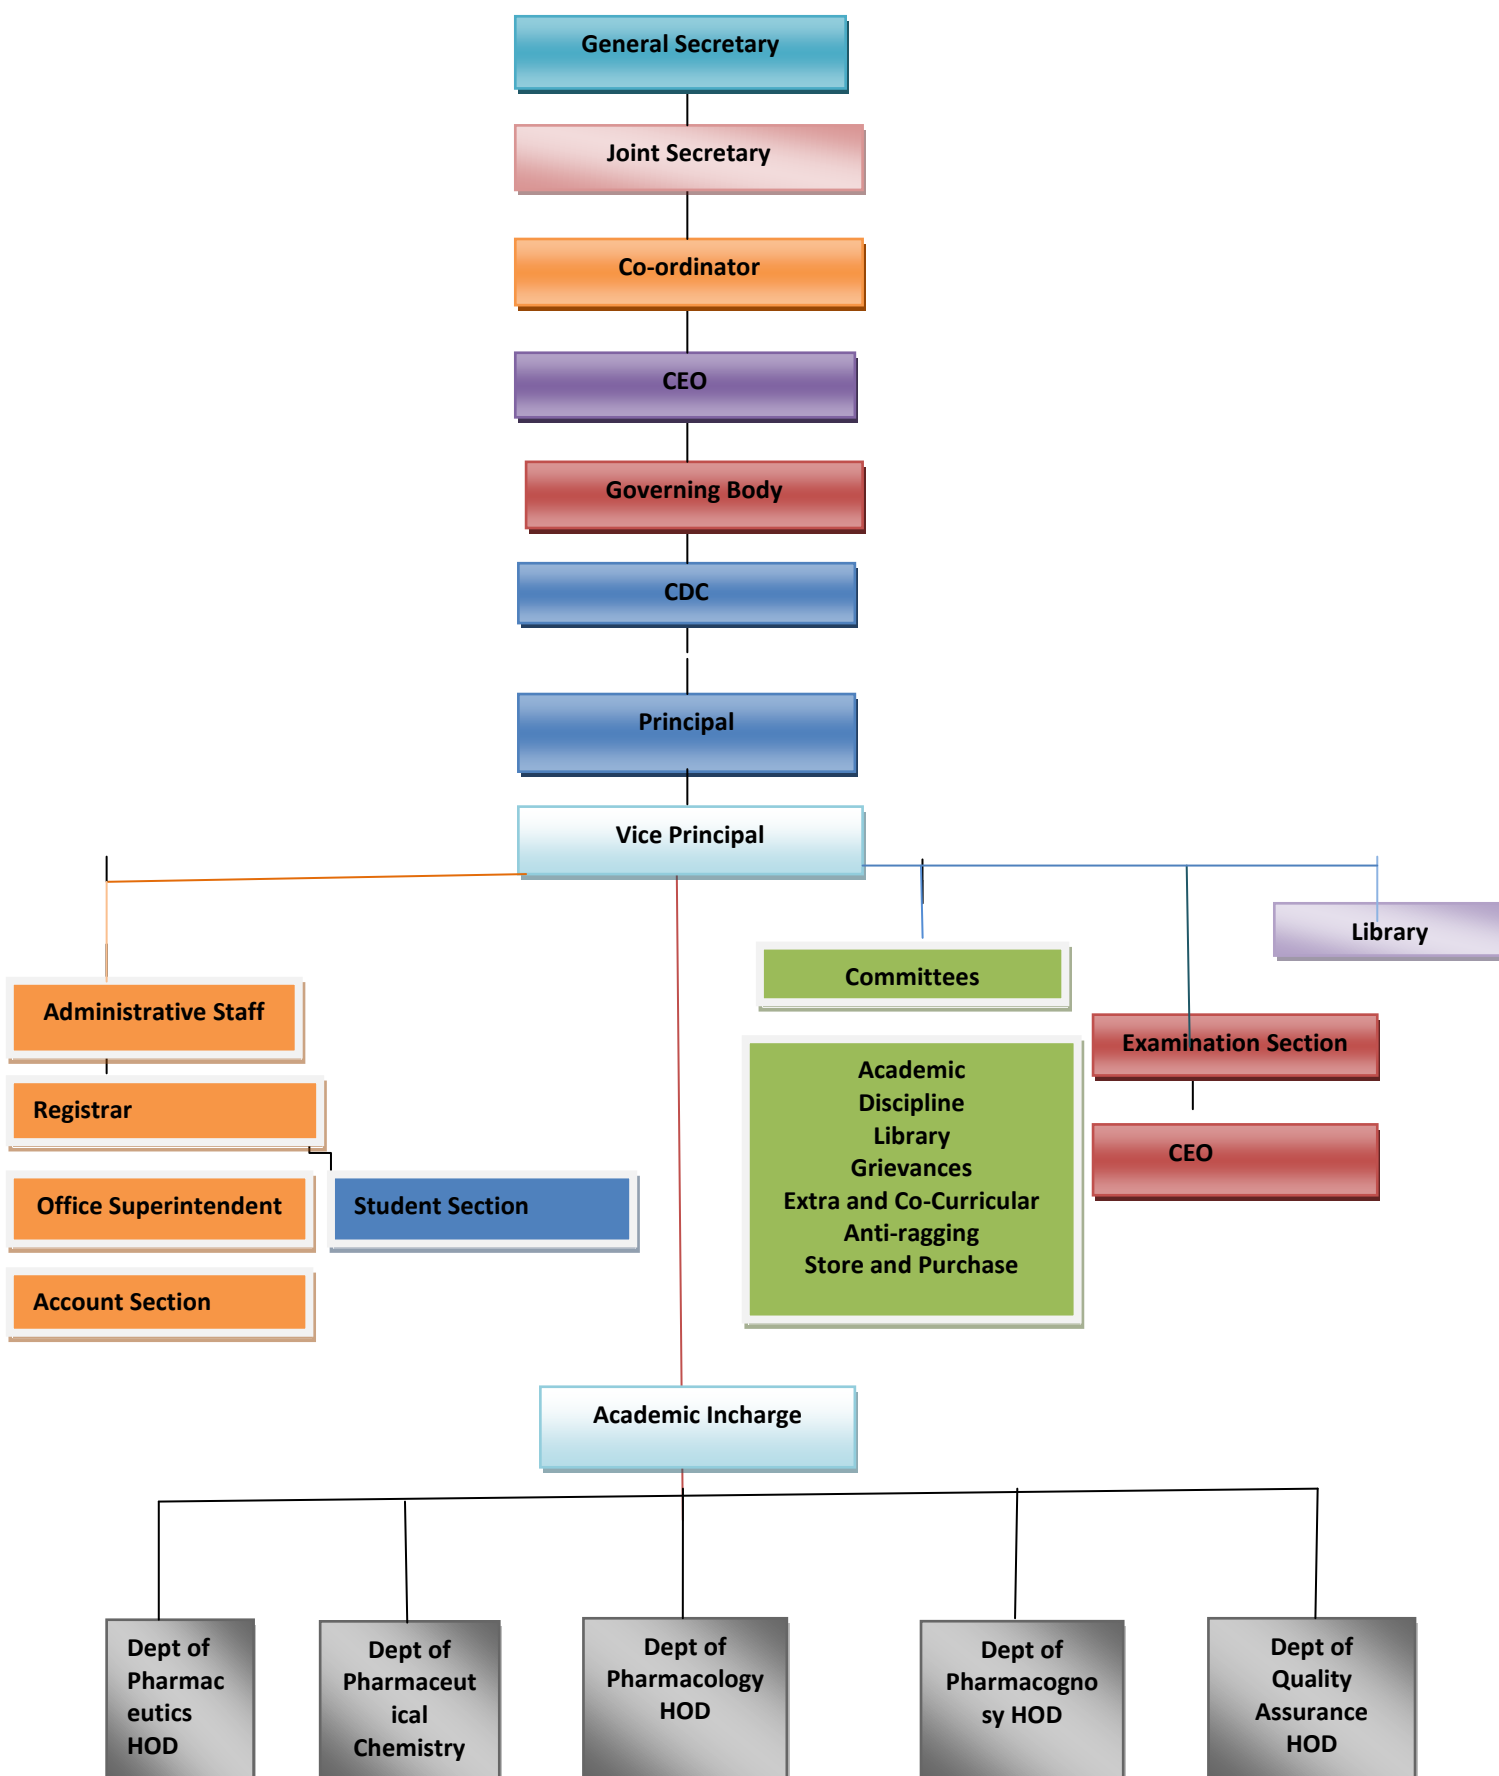 General Secretary
Joint Secretary
Co-ordinator
CEO
Governing Body
CDC
Principal
Vice Principal
Library
Committees
Administrative Staff
Examination Section
Academic
Discipline
Library
Grievances
Extra and Co-Curricular
Anti-ragging
Store and Purchase
Registrar
CEO
Office Superintendent
Student Section
Account Section
Academic Incharge
Dept of
Pharmac
eutics
HOD
Dept of
Pharmaceut
ical
Chemistry
Dept of
Pharmacology
HOD
Dept of
Pharmacogno
sy HOD
Dept of
Quality
Assurance
HOD